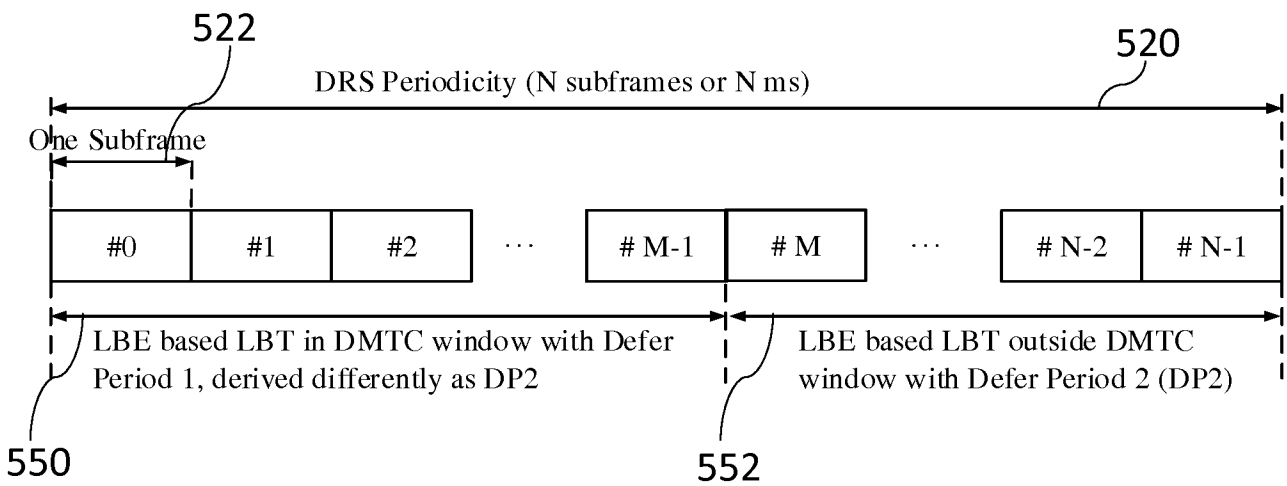 522
520
DRS Periodicity (N subframes or N ms)
One Subframe
#0 #1 #2 ··· # M-1 # M ··· # N-2 # N-1
LBE based LBT in DMTC window with Defer
Period 1, derived differently as DP2
LBE based LBT outside DMTC
window with Defer Period 2 (DP2)
550
552